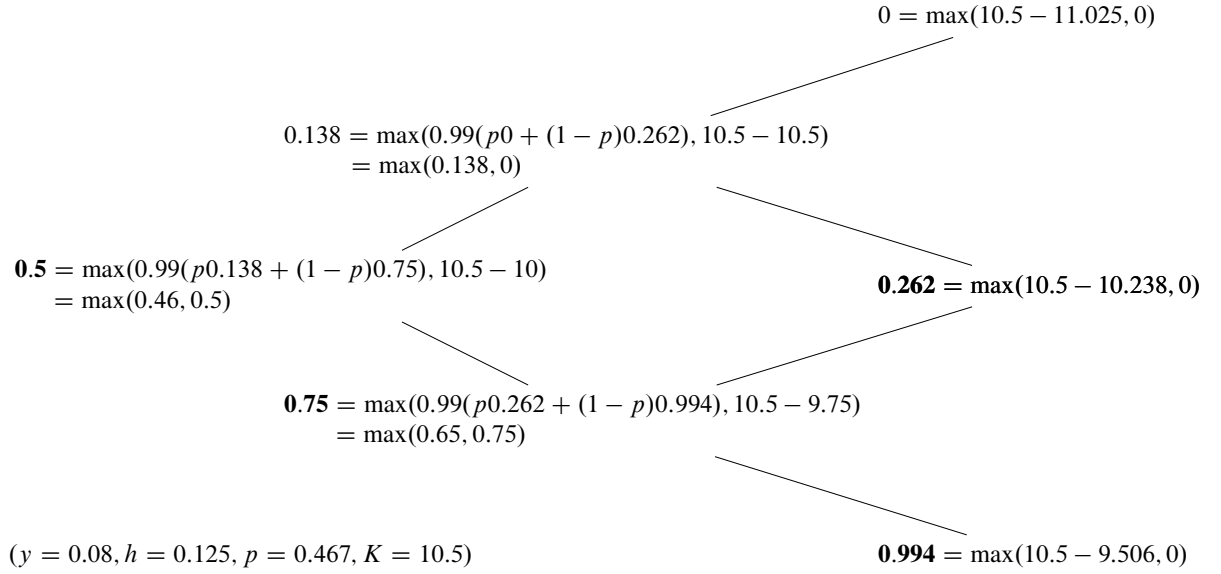 0 = max(10.5 − 11.025, 0)
0.138 = max(0.99(p0 + (1 − p)0.262), 10.5 − 10.5)
= max(0.138, 0)
0.5 = max(0.99(p0.138 + (1 − p)0.75), 10.5 − 10)
= max(0.46, 0.5)
0.262 = max(10.5 − 10.238, 0)
0.75 = max(0.99(p0.262 + (1 − p)0.994), 10.5 − 9.75)
= max(0.65, 0.75)
(y = 0.08, h = 0.125, p = 0.467, K = 10.5)
0.994 = max(10.5 − 9.506, 0)